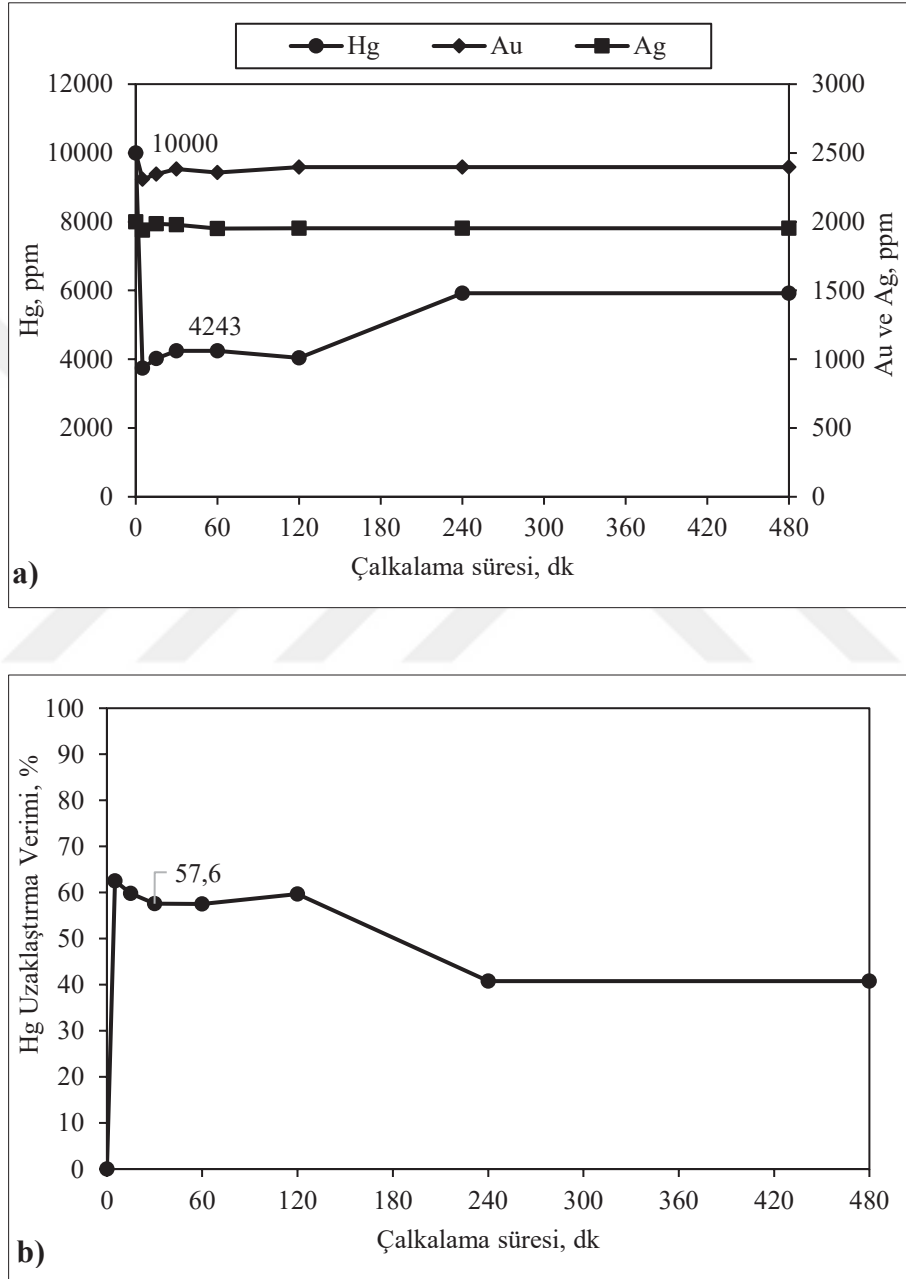 Hg Au Ag
12000 3000
10000 10000 2500
8000 2000
6000 4243 1500
4000 1000
2000 500
0 0
0 60 120 180 240 300 360 420 480
Hg, ppm
Au ve Ag, ppm
Çalkalama süresi, dk
a)
100
90
80
70
57,6
60
50
40
30
20
10
0
0 60 120 180 240 300 360 420 480
Hg Uzaklaştırma Verimi, %
Çalkalama süresi, dk
b)